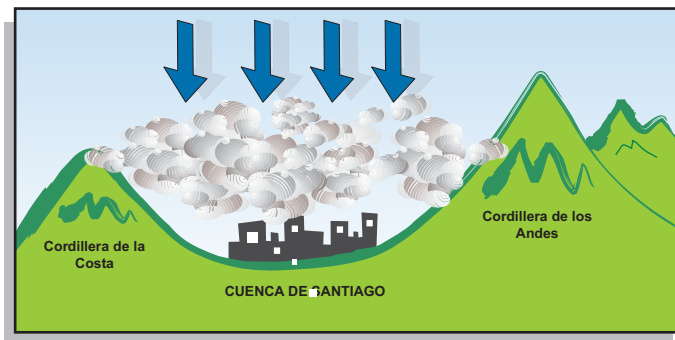 Cordillera de la
Costa
Cordillera de los
Andes
CUENCA DE SANTIAGO